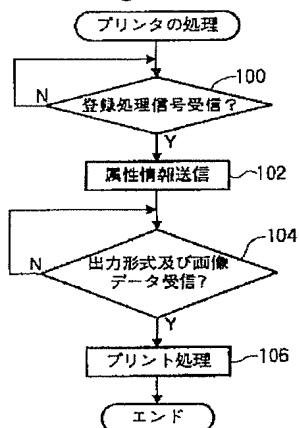 プリンタの処理
100
登録処理信号受信?
N
Y
属性情報送信
102
104
出力形式及び画像
データ受信?
N
Y
プリント処理
106
エンド